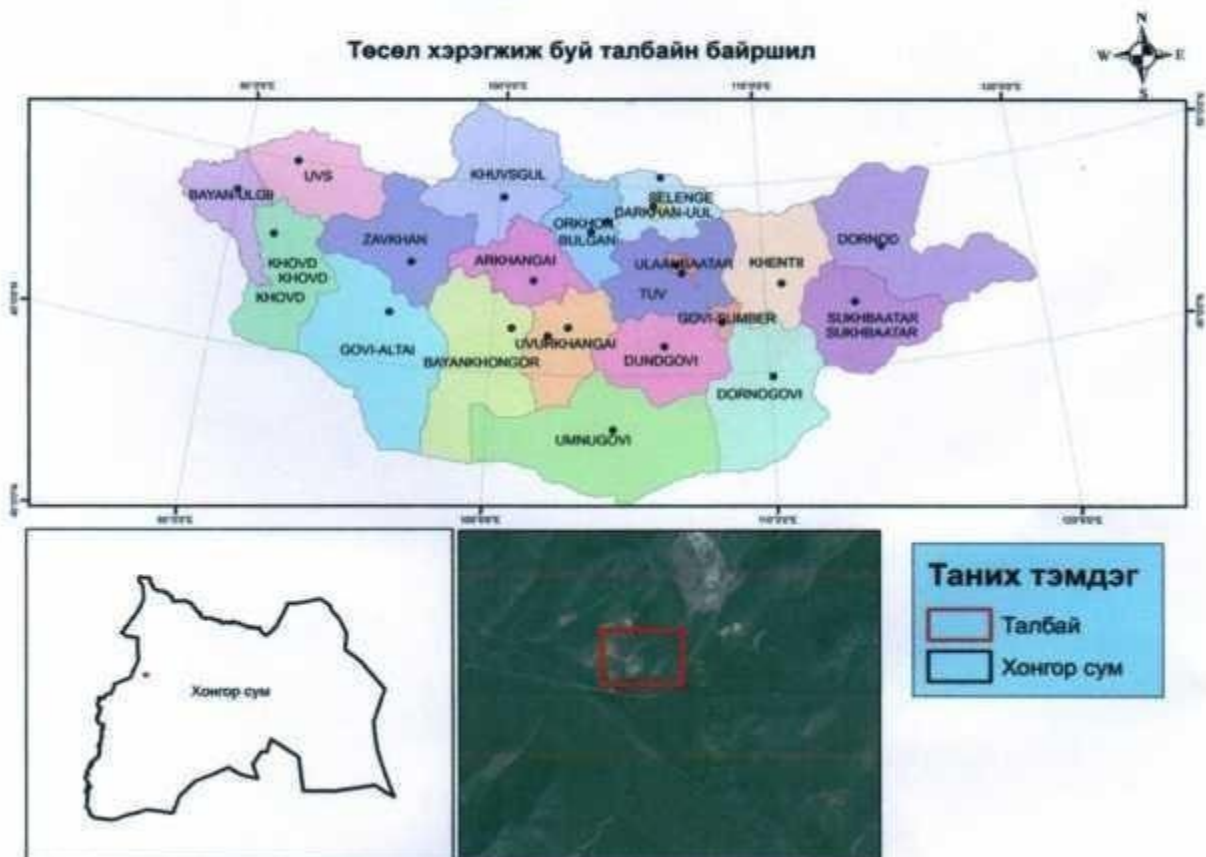 Төсөл хэрэгжиж буй талбайн байршил
N
W E
S
UVS
BAYAN-ULGII
KHUVSGUL
SELENGE
DARKHAN-UUL
ORKHON
BULGAN
ZAVKHAN
DORNOD
KHOVD
KHOVD
KHOVD
ARKHANGAI
ULAANBAATAR
KHENTII
TUV
GOVI-SUMBER
SUKHBAATAR
SUKHBAATAR
GOVI-ALTAI
BAYANKHONGOR
UVURKHANGAI
DUNDGOVI
DORNOGOVI
UMNUGOVI
Хонгор сум
Таних тэмдэг
Талбай
Хонгор сум